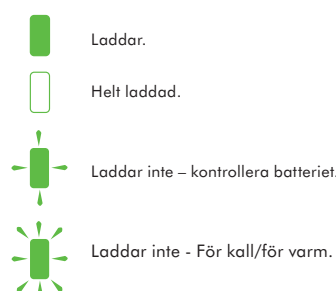 Laddar.
Helt laddad.
Laddar inte – kontrollera batteriet.
Laddar inte - För kall/för varm.